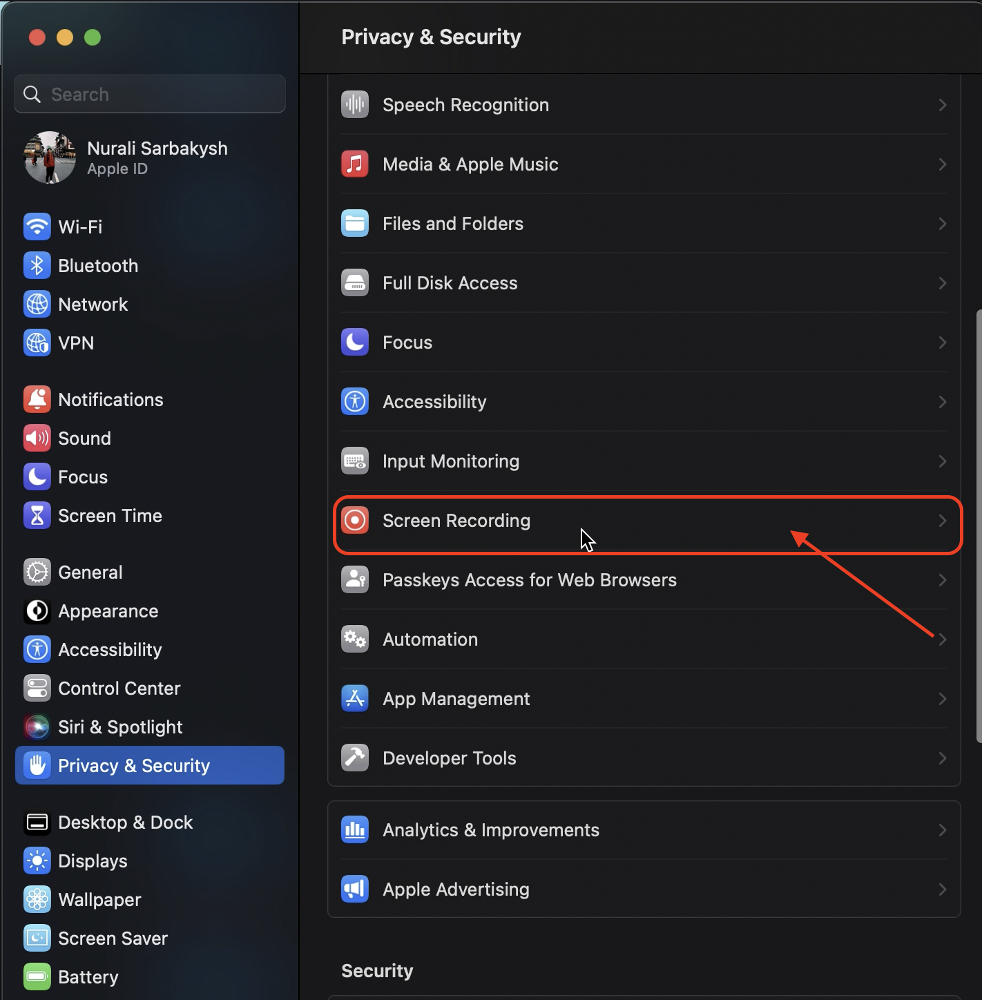 Privacy & Security
Search
Nurali Sarbakysh
Apple ID
Wi-Fi
Bluetooth
Network
VPN
Notifications
Sound
Focus
Screen Time
General
Appearance
Accessibility
Control Center
Siri & Spotlight
Privacy & Security
Desktop & Dock
Displays
Wallpaper
Screen Saver
Battery
Speech Recognition
Media & Apple Music
Files and Folders
Full Disk Access
Focus
Accessibility
Input Monitoring
Screen Recording
Passkeys Access for Web Browsers
Automation
App Management
Developer Tools
Analytics & Improvements
Apple Advertising
Security